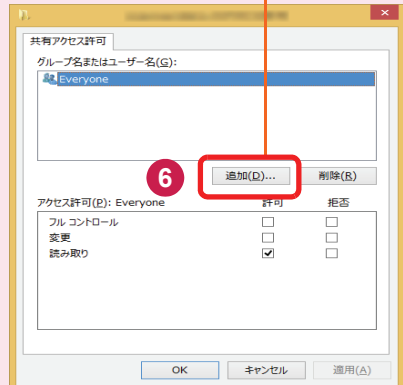 共有アクセス許可
グループ名またはユーザー名(G):
Everyone
6
追加(D)...
削除(R)
アクセス許可(P): Everyone 許可 拒否
フル コントロール
変更
読み取り
OK キャンセル 適用(A)